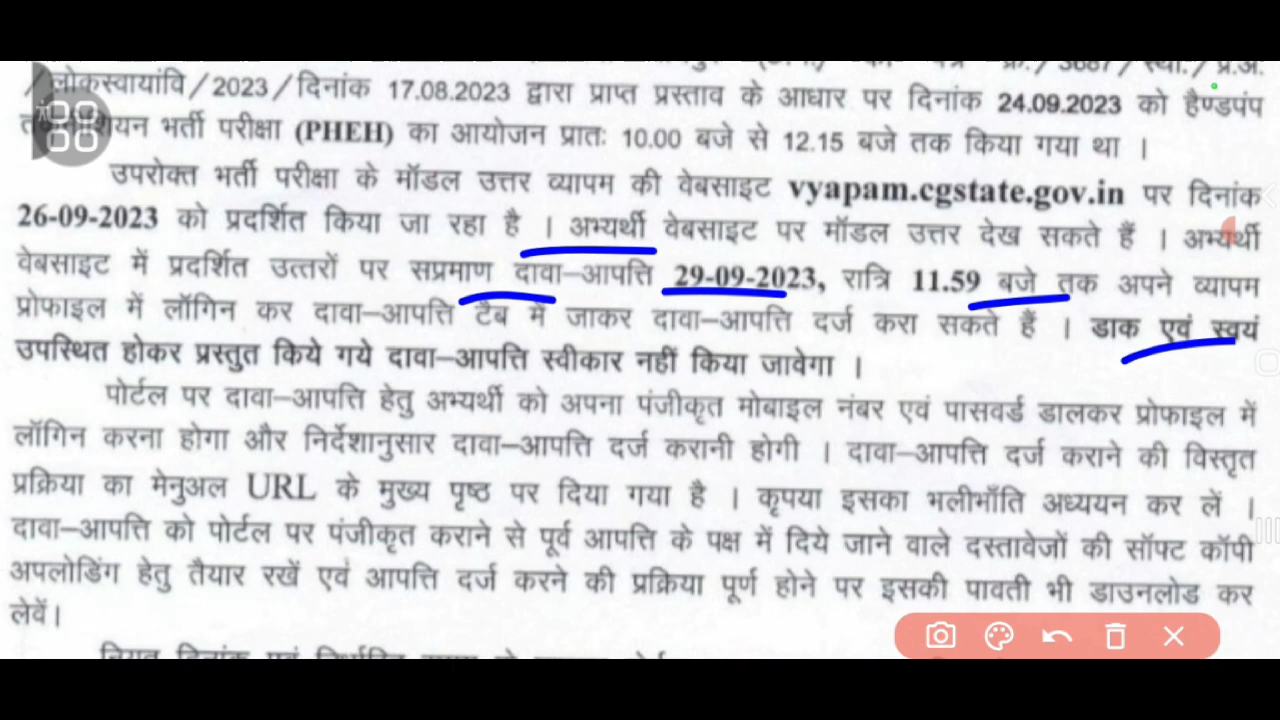 /लोकस्वायांवि/2023/दिनांक 17.08.2023 द्वारा प्राप्त प्रस्ताव के आधार पर दिनांक 24.09.2023 को हैण्डपंप
भर्ती परीक्षा (PHEH) का आयोजन प्रातः 10.00 बजे से 12.15 बजे तक किया गया था ।
उपरोक्त भर्ती परीक्षा के मॉडल उत्तर व्यापम की वेबसाइट vyapam.cgstate.gov.in पर दिनांक
26-09-2023 को प्रदर्शित किया जा रहा है । अभ्यर्थी वेबसाइट पर मॉडल उत्तर देख सकते हैं । अभ्यर्थी
वेबसाइट में प्रदर्शित उत्तरों पर सप्रमाण दावा–आपत्ति 29-09-2023, रात्रि 11.59 बजे तक अपने व्यापम
प्रोफाइल में लॉगिन कर दावा–आपत्ति टैब में जाकर दावा–आपत्ति दर्ज करा सकते हैं । डाक एवं स्वयं
उपस्थित होकर प्रस्तुत किये गये दावा–आपत्ति स्वीकार नहीं किया जावेगा ।
पोर्टल पर दावा–आपत्ति हेतु अभ्यर्थी को अपना पंजीकृत मोबाइल नंबर एवं पासवर्ड डालकर प्रोफाइल में
लॉगिन करना होगा और निर्देशानुसार दावा–आपत्ति दर्ज करानी होगी । दावा–आपत्ति दर्ज कराने की विस्तृत
प्रक्रिया का मेनुअल URL के मुख्य पृष्ठ पर दिया गया है । कृपया इसका भलीभाँति अध्ययन कर लें ।
दावा–आपत्ति को पोर्टल पर पंजीकृत कराने से पूर्व आपत्ति के पक्ष में दिये जाने वाले दस्तावेजों की सॉफ्ट कॉपी
अपलोडिंग हेतु तैयार रखें एवं आपत्ति दर्ज करने की प्रक्रिया पूर्ण होने पर इसकी पावती भी डाउनलोड कर
लेवें।